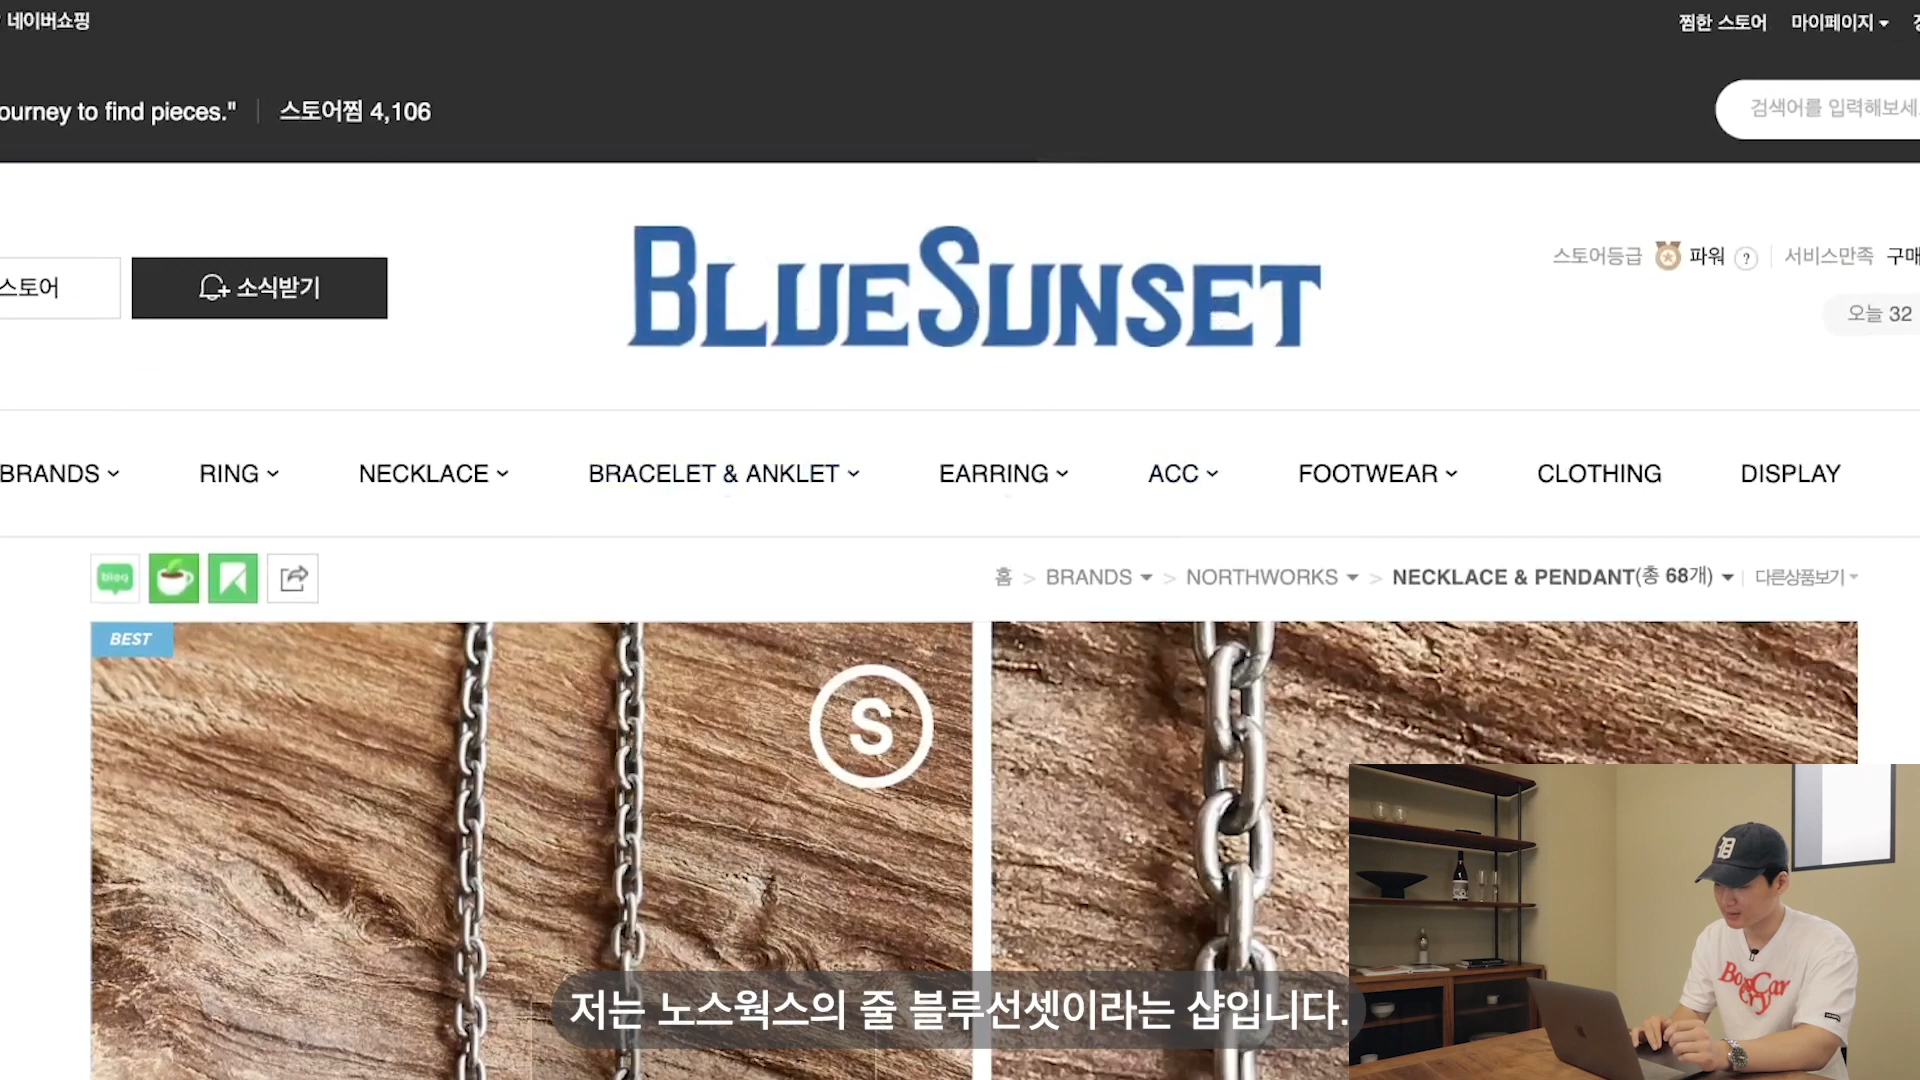 네이버쇼핑
찜한 스토어 마이페이지
ourney to find pieces." 스토어찜 4,106
검색어를 입력해보세
스토어 소식받기
BLUESUNSET
스토어등급 파워 ? 서비스만족 구매
오늘 32
BRANDS RING NECKLACE BRACELET & ANKLET EARRING ACC FOOTWEAR CLOTHING DISPLAY
blog
홈 > BRANDS > NORTHWORKS > NECKLACE & PENDANT(총 68개) 다른상품보기
BEST
S
저는 노스웍스의 줄 블루선셋이라는 샵입니다.